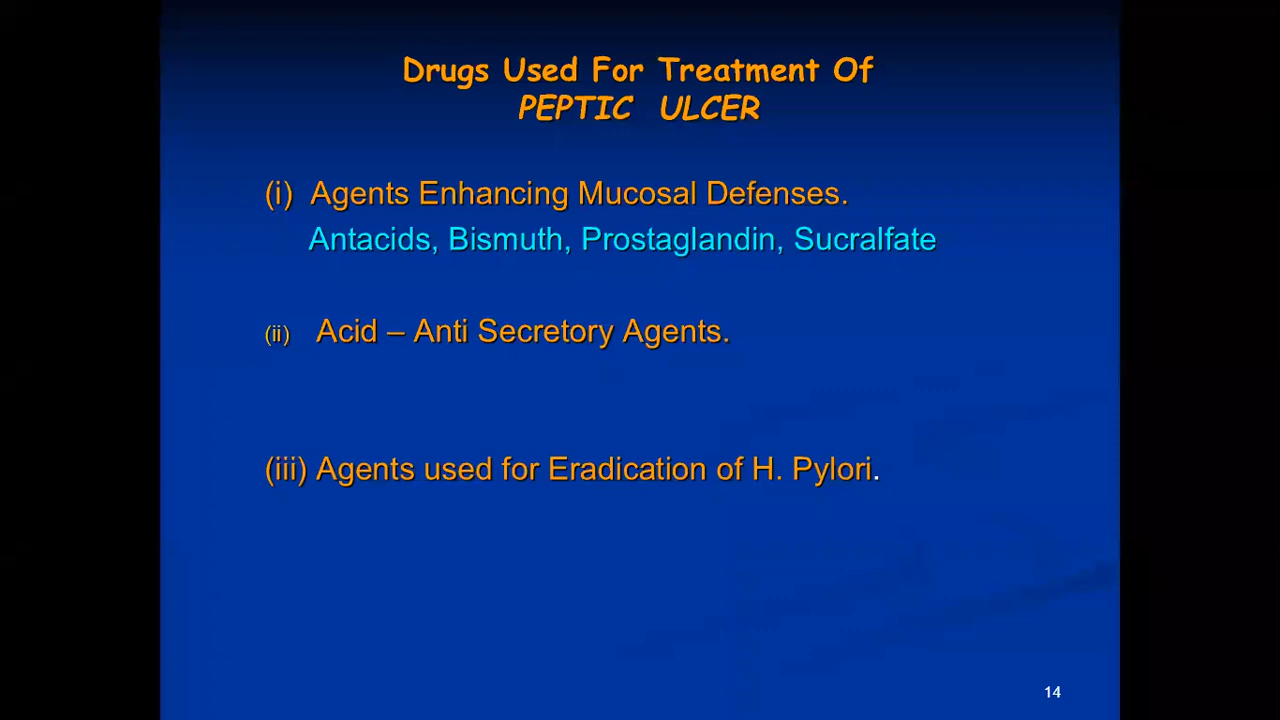 Drugs Used For Treatment Of
PEPTIC ULCER
(i) Agents Enhancing Mucosal Defenses.
Antacids, Bismuth, Prostaglandin, Sucralfate
(ii) Acid – Anti Secretory Agents.
(iii) Agents used for Eradication of H. Pylori.
14